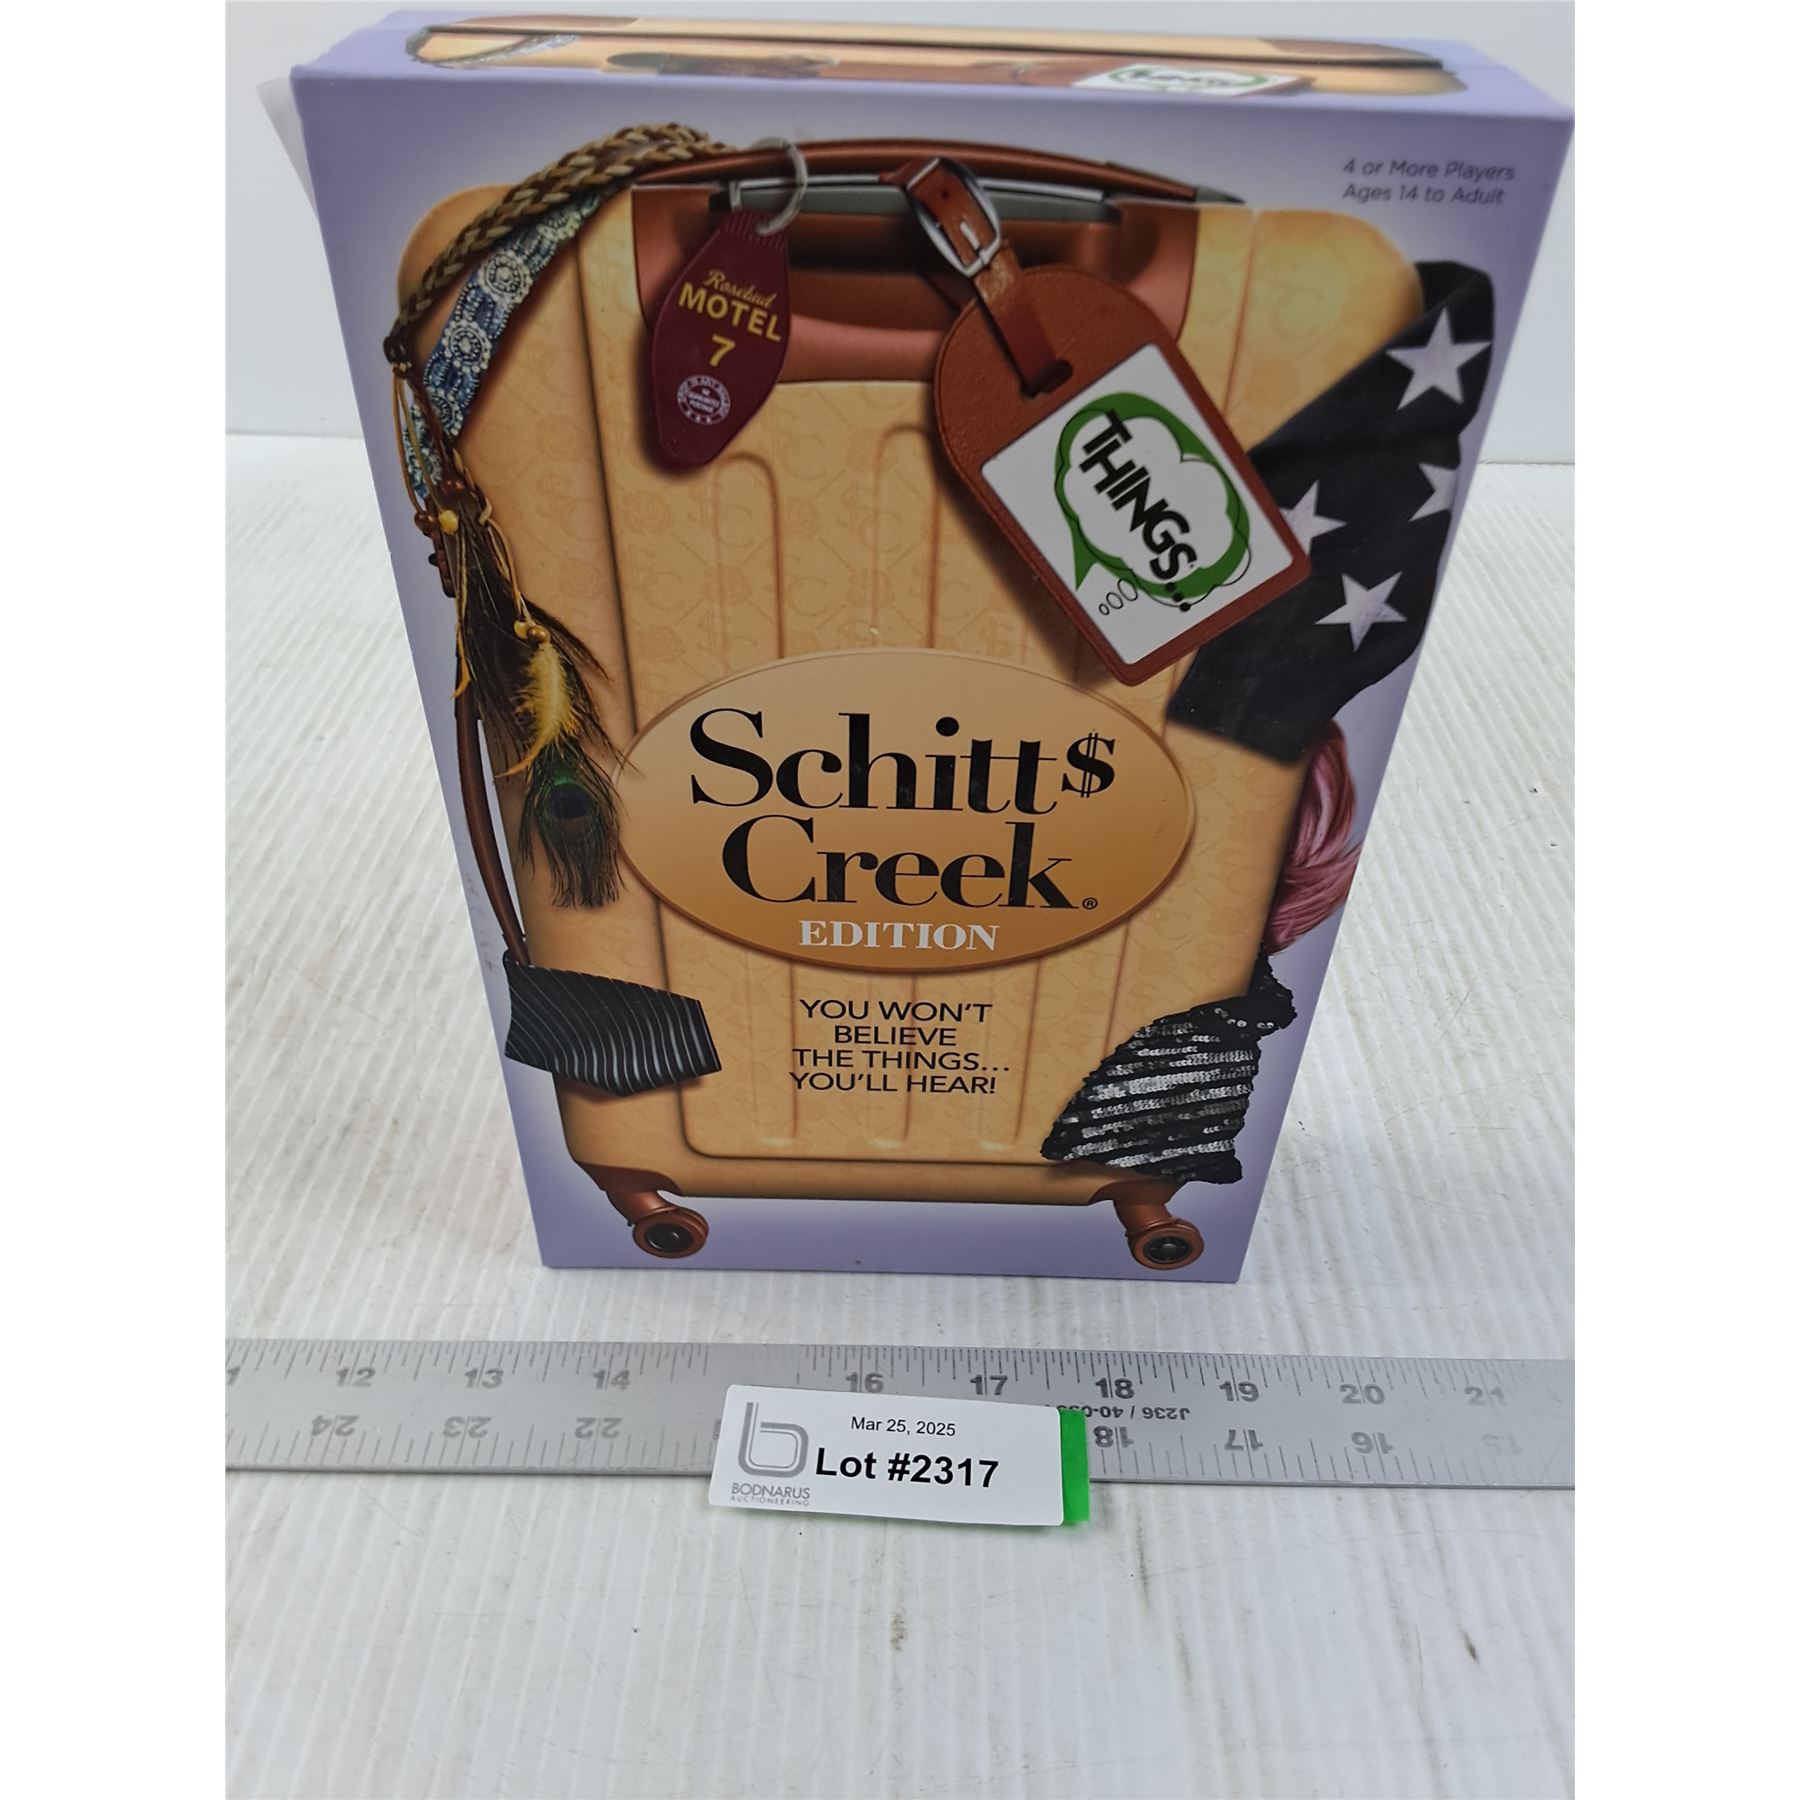 4 or More Players
Ages 14 to Adult
Rosebud
MOTEL
7
THINGS...
Schitt$
Creek®
EDITION
YOU WON'T
BELIEVE
THE THINGS...
YOU'LL HEAR!
12 13 14 16 17 18 19 20 21
24 23 22 18 17 16 15
Mar 25, 2025
Lot #2317
BODNARUS
AUCTIONEERING